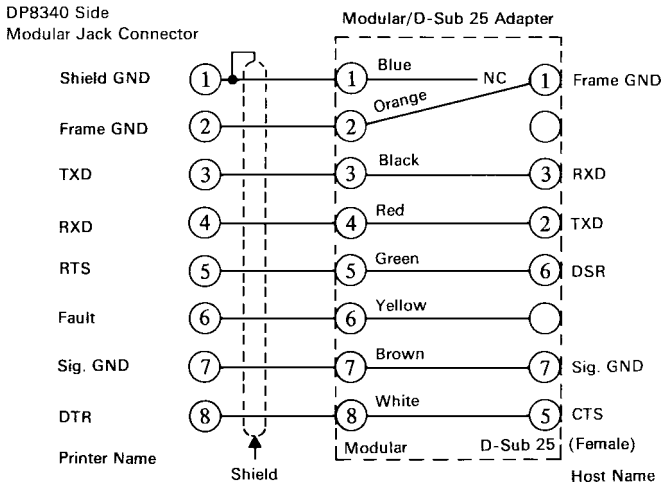 DP8340 Side
Modular Jack Connector
Modular/D-Sub 25 Adapter
Shield GND 1 1 Blue NC 1 Frame GND
Frame GND 2 2 Orange
TXD 3 3 Black 3 RXD
RXD 4 4 Red 2 TXD
RTS 5 5 Green 6 DSR
Fault 6 6 Yellow
Sig. GND 7 7 Brown 7 Sig. GND
DTR 8 8 White 5 CTS
Modular D-Sub 25 (Female)
Printer Name Shield Host Name